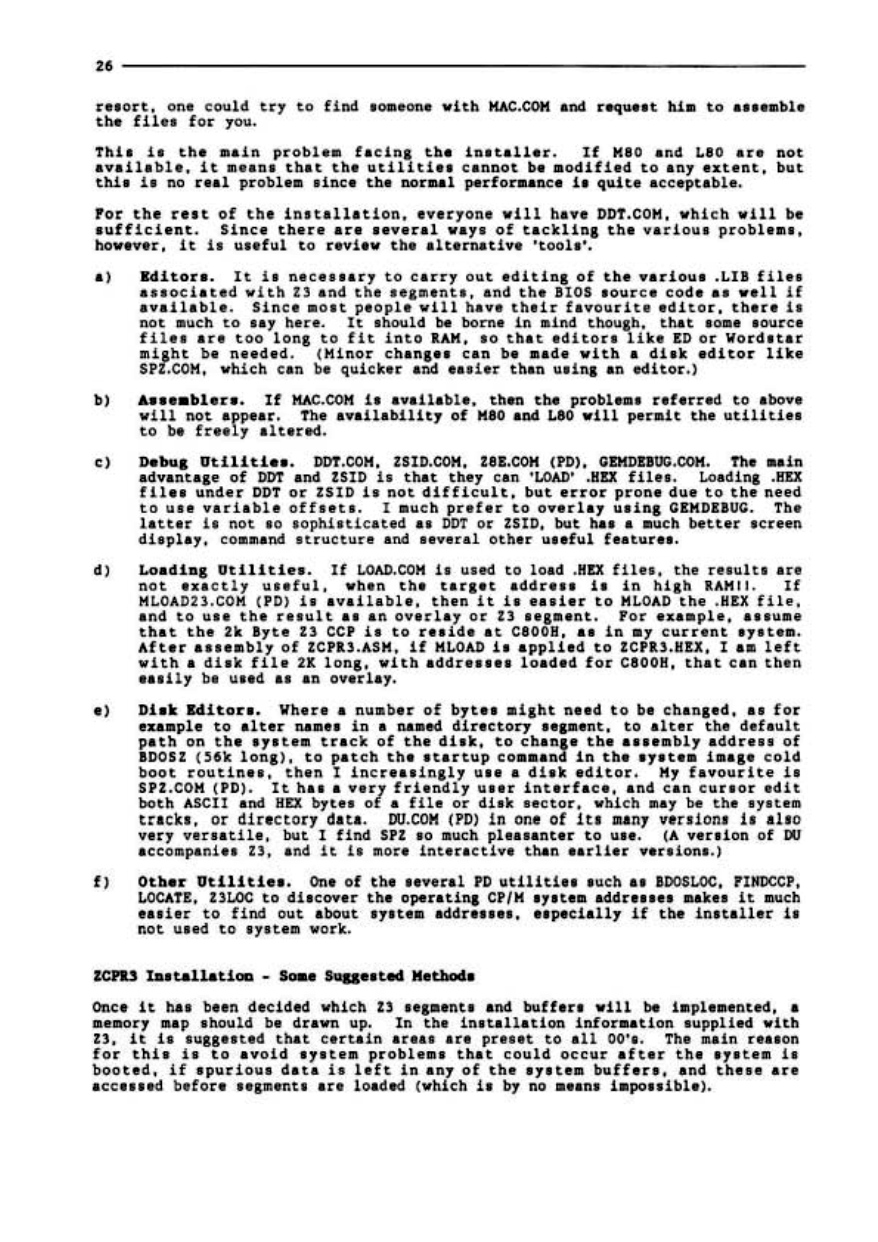 26
resort, one could try to find someone with MAC.COM and request him to assemble
the files for you.
This is the main problem facing the installer. If M80 and L80 are not
available, it means that the utilities cannot be modified to any extent, but
this is no real problem since the normal performance is quite acceptable.
For the rest of the installation, everyone will have DDT.COM, which will be
sufficient. Since there are several ways of tackling the various problems,
however, it is useful to review the alternative 'tools'.
a) Editors. It is necessary to carry out editing of the various .LIB files
associated with Z3 and the segments, and the BIOS source code as well if
available. Since most people will have their favourite editor, there is
not much to say here. It should be borne in mind though, that some source
files are too long to fit into RAM, so that editors like ED or Wordstar
might be needed. (Minor changes can be made with a disk editor like
SPZ.COM, which can be quicker and easier than using an editor.)
b) Assemblers. If MAC.COM is available, then the problems referred to above
will not appear. The availability of M80 and L80 will permit the utilities
to be freely altered.
c) Debug Utilities. DDT.COM, ZSID.COM, Z8E.COM (PD), GEMDEBUG.COM. The main
advantage of DDT and ZSID is that they can 'LOAD' .HEX files. Loading .HEX
files under DDT or ZSID is not difficult, but error prone due to the need
to use variable offsets. I much prefer to overlay using GEMDEBUG. The
latter is not so sophisticated as DDT or ZSID, but has a much better screen
display, command structure and several other useful features.
d) Loading Utilities. If LOAD.COM is used to load .HEX files, the results are
not exactly useful, when the target address is in high RAM!!. If
MLOAD23.COM (PD) is available, then it is easier to MLOAD the .HEX file,
and to use the result as an overlay or Z3 segment. For example, assume
that the 2k Byte Z3 CCP is to reside at C800H, as in my current system.
After assembly of ZCPR3.ASM, if MLOAD is applied to ZCPR3.HEX, I am left
with a disk file 2K long, with addresses loaded for C800H, that can then
easily be used as an overlay.
e) Disk Editors. Where a number of bytes might need to be changed, as for
example to alter names in a named directory segment, to alter the default
path on the system track of the disk, to change the assembly address of
BDOSZ (56k long), to patch the startup command in the system image cold
boot routines, then I increasingly use a disk editor. My favourite is
SPZ.COM (PD). It has a very friendly user interface, and can cursor edit
both ASCII and HEX bytes of a file or disk sector, which may be the system
tracks, or directory data. DU.COM (PD) in one of its many versions is also
very versatile, but I find SPZ so much pleasanter to use. (A version of DU
accompanies Z3, and it is more interactive than earlier versions.)
f) Other Utilities. One of the several PD utilities such as BDOSLOC, FINDCCP,
LOCATE, Z3LOC to discover the operating CP/M system addresses makes it much
easier to find out about system addresses, especially if the installer is
not used to system work.
ZCPR3 Installation - Some Suggested Methods
Once it has been decided which Z3 segments and buffers will be implemented, a
memory map should be drawn up. In the installation information supplied with
Z3, it is suggested that certain areas are preset to all 00's. The main reason
for this is to avoid system problems that could occur after the system is
booted, if spurious data is left in any of the system buffers, and these are
accessed before segments are loaded (which is by no means impossible).